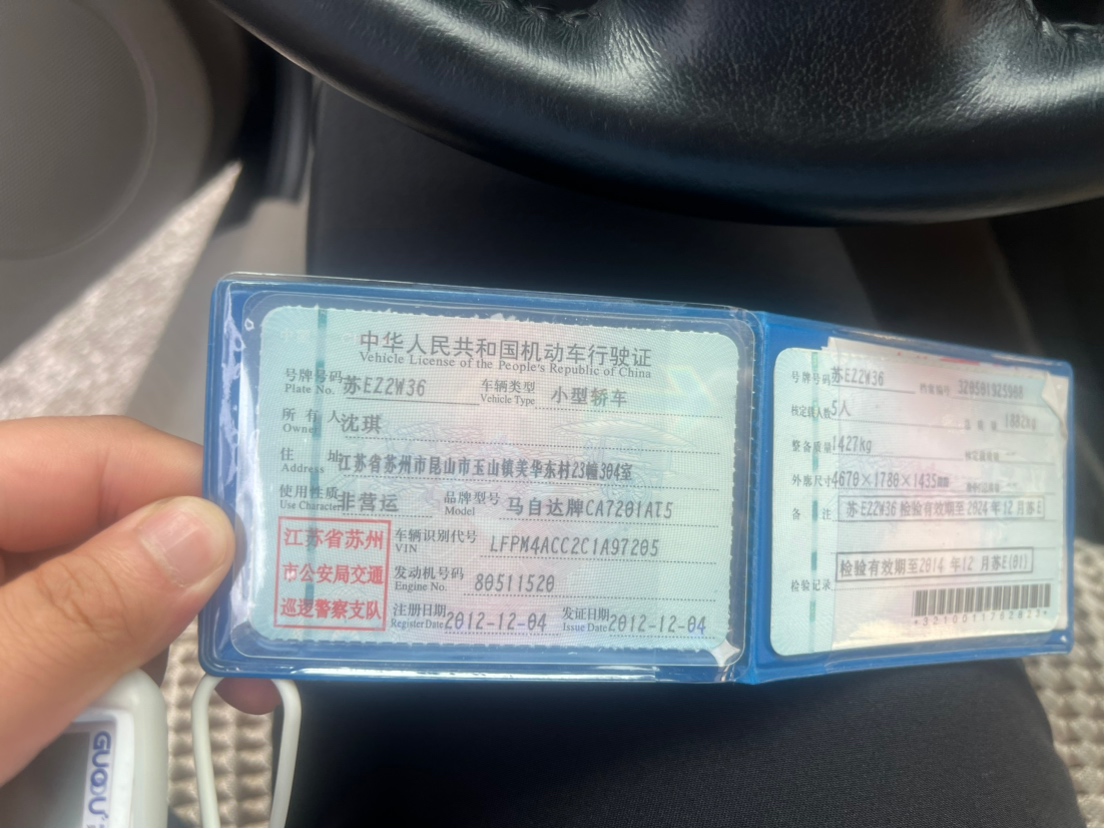 中华人民共和国机动车行驶证
Vehicle License of the People's Republic of China
号牌号码 苏EZ2W36 车辆类型 小型轿车
Plate No. Vehicle Type
所有人 沈琪
Owner
住址 江苏省苏州市昆山市玉山镇美华东村23幢304室
Address
使用性质 非营运 品牌型号 马自达牌CA7201AT5
Use Character Model
江苏省苏州
市公安局交通
巡逻警察支队
车辆识别代号 LFPM4ACC2C1A97205
VIN
发动机号码 80511520
Engine No.
注册日期 2012-12-04 发证日期 2012-12-04
Register Date Issue Date
号牌号码 苏EZ2W36 档案编号
核定载人数 5人 总质量 1882kg
整备质量 1427kg
外廓尺寸 4670×1780×1435mm
备注 苏EZ2W36 检验有效期至2024年12月苏E
检验记录 检验有效期至2014年12月苏E(01)
GUOOU